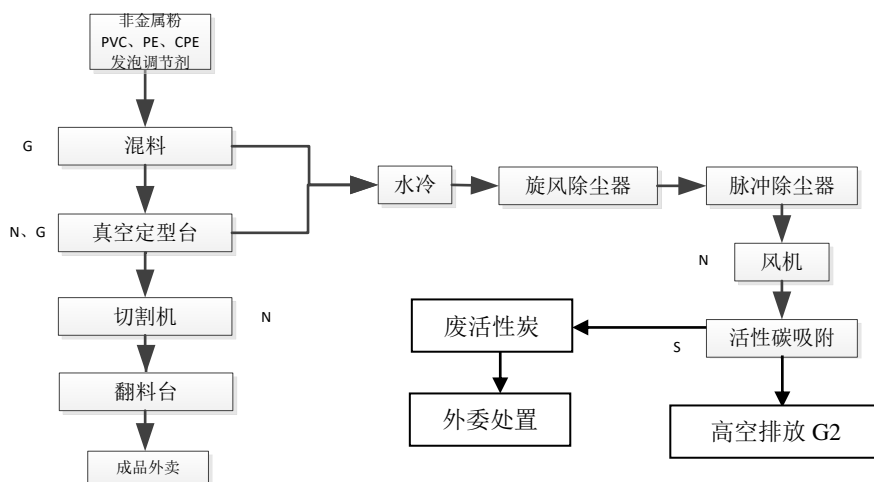 非金属粉
PVC、PE、CPE
发泡调节剂
G
混料
水冷
旋风除尘器
脉冲除尘器
N、G
真空定型台
N
风机
切割机
N
废活性炭
S
活性碳吸附
翻料台
外委处置
高空排放 G2
成品外卖